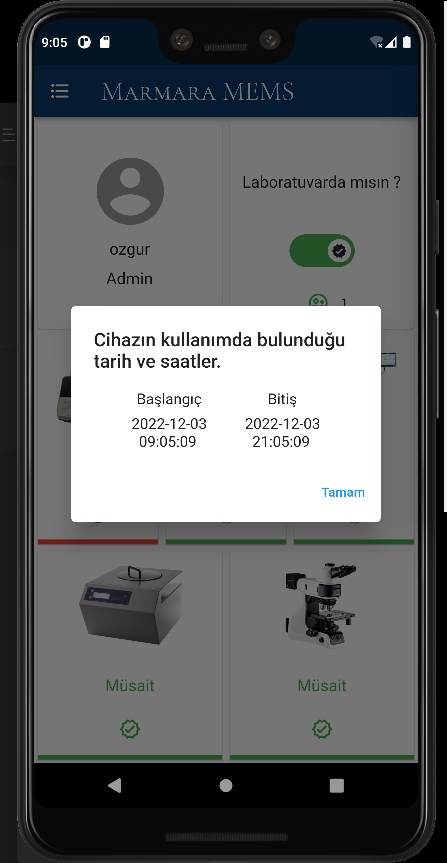 9:05
MARMARA MEMS
Laboratuvarda mısın ?
ozgur
Admin
1
Cihazın kullanımda bulunduğu
tarih ve saatler.
Başlangıç
Bitiş
2022-12-03
09:05:09
2022-12-03
21:05:09
Tamam
Müsait
Müsait